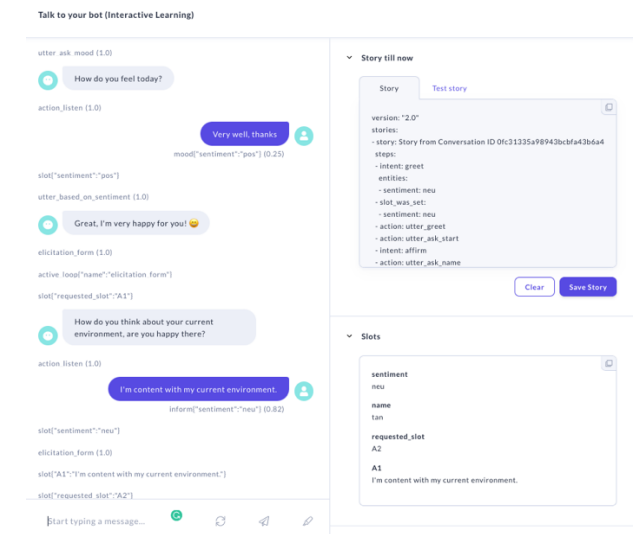 Talk to your bot (Interactive Learning)
utter_ask_mood (1.0)
How do you feel today?
action_listen (1.0)
Very well, thanks
mood{"sentiment":"pos"} (0.25)
slot{"sentiment":"pos"}
utter_based_on_sentiment (1.0)
Great, I'm very happy for you! 😄
elicitation_form (1.0)
active_loop{"name":"elicitation_form"}
slot{"requested_slot":"A1"}
How do you think about your current
environment, are you happy there?
action_listen (1.0)
I'm content with my current environment.
inform{"sentiment":"neu"} (0.82)
slot{"sentiment":"neu"}
elicitation_form (1.0)
slot{"A1":"I'm content with my current environment."}
slot{"requested_slot":"A2"}
Start typing a message...
Story till now
Story
Test story
version: "2.0"
stories:
- story: Story from Conversation ID 0fc31335a98943bcbfa43b6a4
steps:
- intent: greet
entities:
- sentiment: neu
- slot_was_set:
- sentiment: neu
- action: utter_greet
- action: utter_ask_start
- intent: affirm
- action: utter_ask_name
Clear
Save Story
Slots
sentiment
neu
name
tan
requested_slot
A2
A1
I'm content with my current environment.